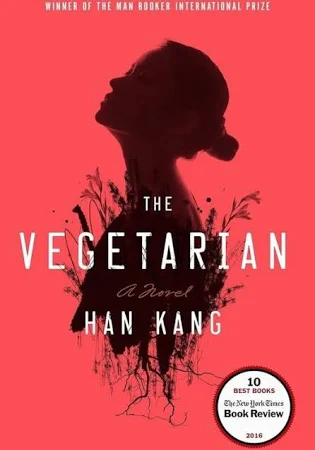 WINNER OF THE MAN BOOKER INTERNATIONAL PRIZE
THE
VEGETARIAN
A Novel
HAN KANG
10
BEST BOOKS
The New York Times
Book Review
2016